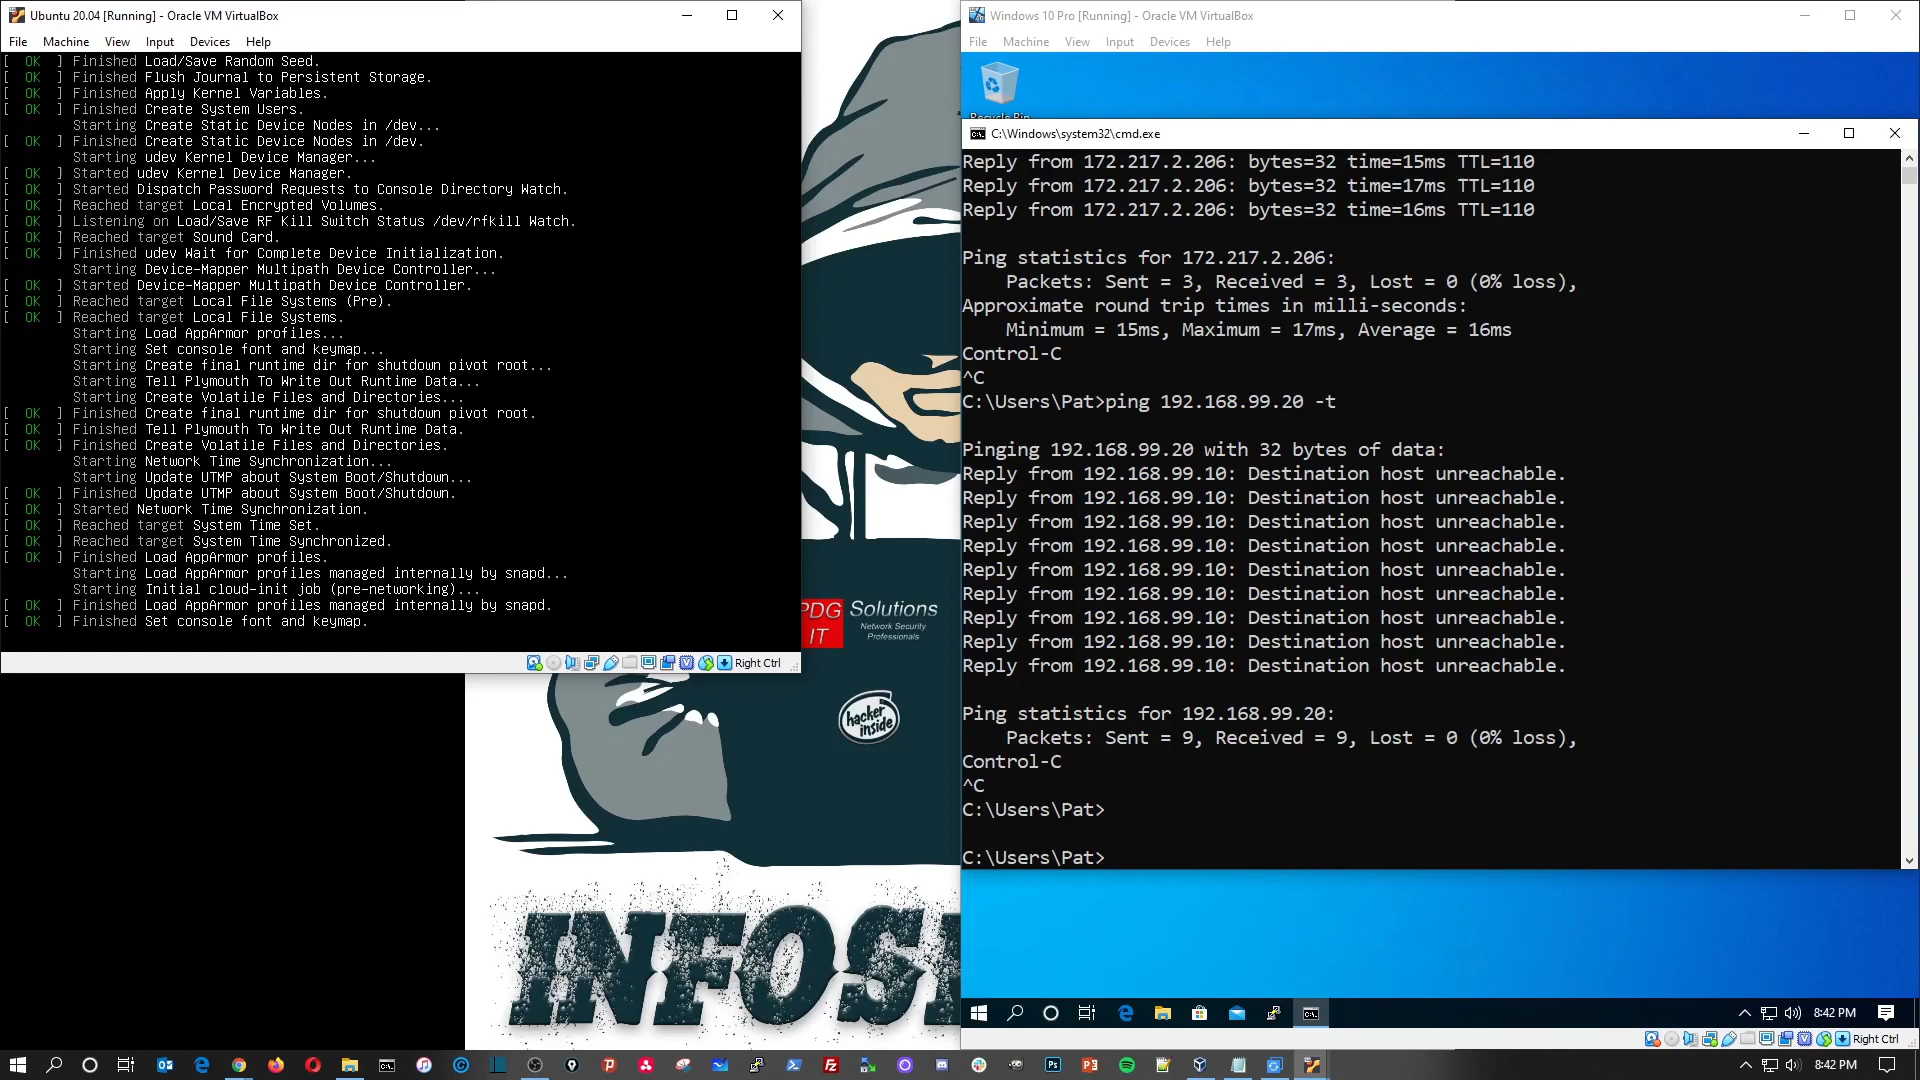 Ubuntu 20.04 [Running] - Oracle VM VirtualBox
File Machine View Input Devices Help
[ OK ] Finished Load/Save Random Seed.
[ OK ] Finished Flush Journal to Persistent Storage.
[ OK ] Finished Apply Kernel Variables.
[ OK ] Finished Create System Users.
Starting Create Static Device Nodes in /dev...
[ OK ] Finished Create Static Device Nodes in /dev.
Starting udev Kernel Device Manager...
[ OK ] Started udev Kernel Device Manager.
[ OK ] Started Dispatch Password Requests to Console Directory Watch.
[ OK ] Reached target Local Encrypted Volumes.
[ OK ] Listening on Load/Save RF Kill Switch Status /dev/rfkill Watch.
[ OK ] Reached target Sound Card.
[ OK ] Finished udev Wait for Complete Device Initialization.
Starting Device-Mapper Multipath Device Controller...
[ OK ] Started Device-Mapper Multipath Device Controller.
[ OK ] Reached target Local File Systems (Pre).
[ OK ] Reached target Local File Systems.
Starting Load AppArmor profiles...
Starting Set console font and keymap...
Starting Create final runtime dir for shutdown pivot root...
Starting Tell Plymouth To Write Out Runtime Data...
Starting Create Volatile Files and Directories...
[ OK ] Finished Create final runtime dir for shutdown pivot root.
[ OK ] Finished Tell Plymouth To Write Out Runtime Data.
[ OK ] Finished Create Volatile Files and Directories.
Starting Network Time Synchronization...
Starting Update UTMP about System Boot/Shutdown...
[ OK ] Finished Update UTMP about System Boot/Shutdown.
[ OK ] Started Network Time Synchronization.
[ OK ] Reached target System Time Set.
[ OK ] Reached target System Time Synchronized.
[ OK ] Finished Load AppArmor profiles.
Starting Load AppArmor profiles managed internally by snapd...
Starting Initial cloud-init job (pre-networking)...
[ OK ] Finished Load AppArmor profiles managed internally by snapd.
[ OK ] Finished Set console font and keymap.
Right Ctrl
PDG
IT
Solutions
Network Security
Professionals
hacker
inside
INFOS
Windows 10 Pro [Running] - Oracle VM VirtualBox
File Machine View Input Devices Help
Recycle Bin
C:\Windows\system32\cmd.exe
Reply from 172.217.2.206: bytes=32 time=15ms TTL=110
Reply from 172.217.2.206: bytes=32 time=17ms TTL=110
Reply from 172.217.2.206: bytes=32 time=16ms TTL=110
Ping statistics for 172.217.2.206:
Packets: Sent = 3, Received = 3, Lost = 0 (0% loss),
Approximate round trip times in milli-seconds:
Minimum = 15ms, Maximum = 17ms, Average = 16ms
Control-C
^C
C:\Users\Pat>ping 192.168.99.20 -t
Pinging 192.168.99.20 with 32 bytes of data:
Reply from 192.168.99.10: Destination host unreachable.
Reply from 192.168.99.10: Destination host unreachable.
Reply from 192.168.99.10: Destination host unreachable.
Reply from 192.168.99.10: Destination host unreachable.
Reply from 192.168.99.10: Destination host unreachable.
Reply from 192.168.99.10: Destination host unreachable.
Reply from 192.168.99.10: Destination host unreachable.
Reply from 192.168.99.10: Destination host unreachable.
Reply from 192.168.99.10: Destination host unreachable.
Ping statistics for 192.168.99.20:
Packets: Sent = 9, Received = 9, Lost = 0 (0% loss),
Control-C
^C
C:\Users\Pat>
C:\Users\Pat>
8:42 PM
Right Ctrl
8:42 PM